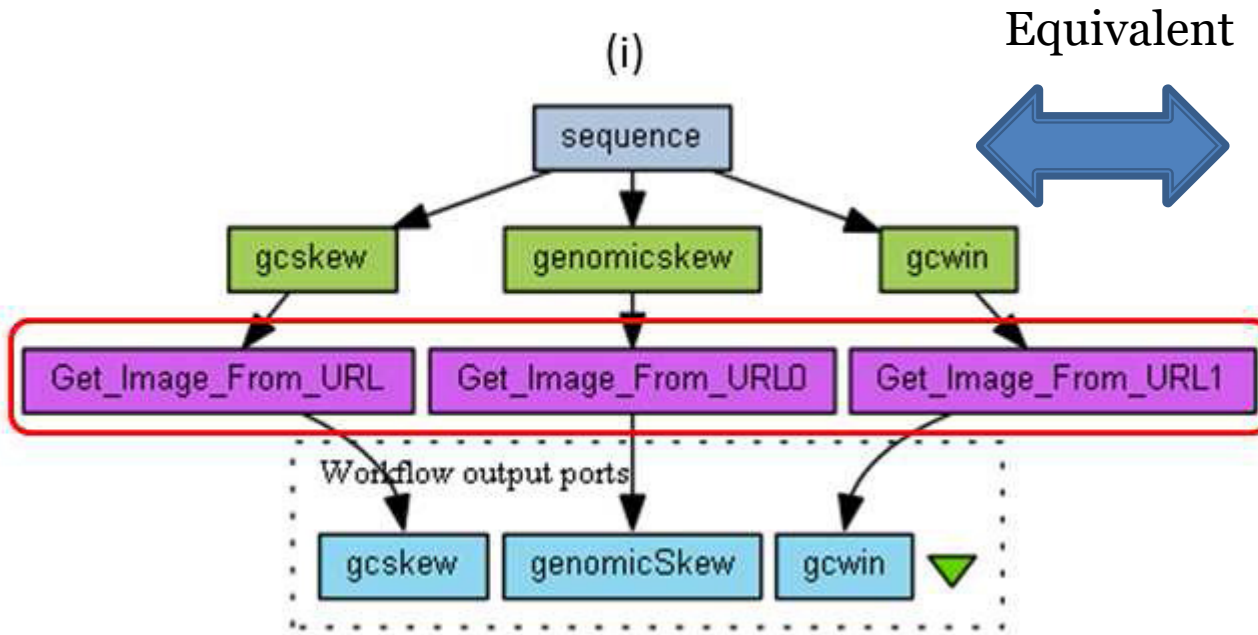 Equivalent
(i)
sequence
gcskew genomicskew gcwin
Get_Image_From_URL Get_Image_From_URL0 Get_Image_From_URL1
Workflow output ports
gcskew genomicSkew gcwin